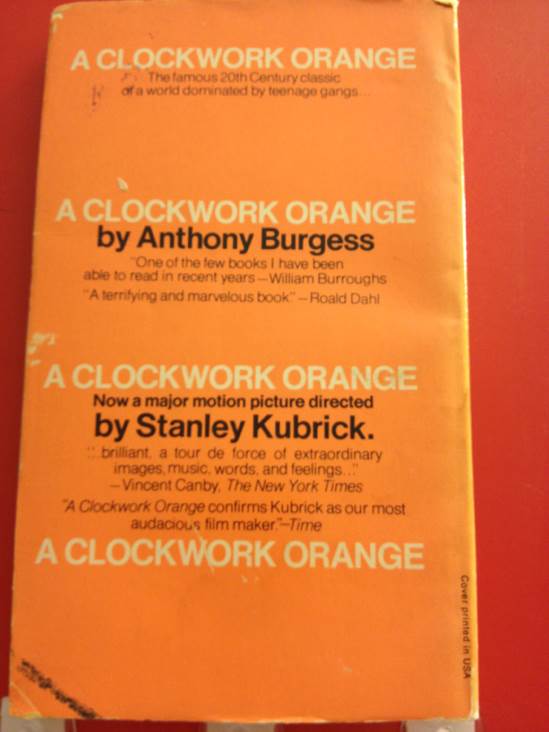 A CLOCKWORK ORANGE
The famous 20th Century classic
of a world dominated by teenage gangs...
A CLOCKWORK ORANGE
by Anthony Burgess
"One of the few books I have been
able to read in recent years—William Burroughs
"A terrifying and marvelous book."—Roald Dahl
A CLOCKWORK ORANGE
Now a major motion picture directed
by Stanley Kubrick.
"...brilliant, a tour de force of extraordinary
images, music, words, and feelings..."
—Vincent Canby, The New York Times
"A Clockwork Orange confirms Kubrick as our most
audacious film maker."—Time
A CLOCKWORK ORANGE
Cover printed in USA